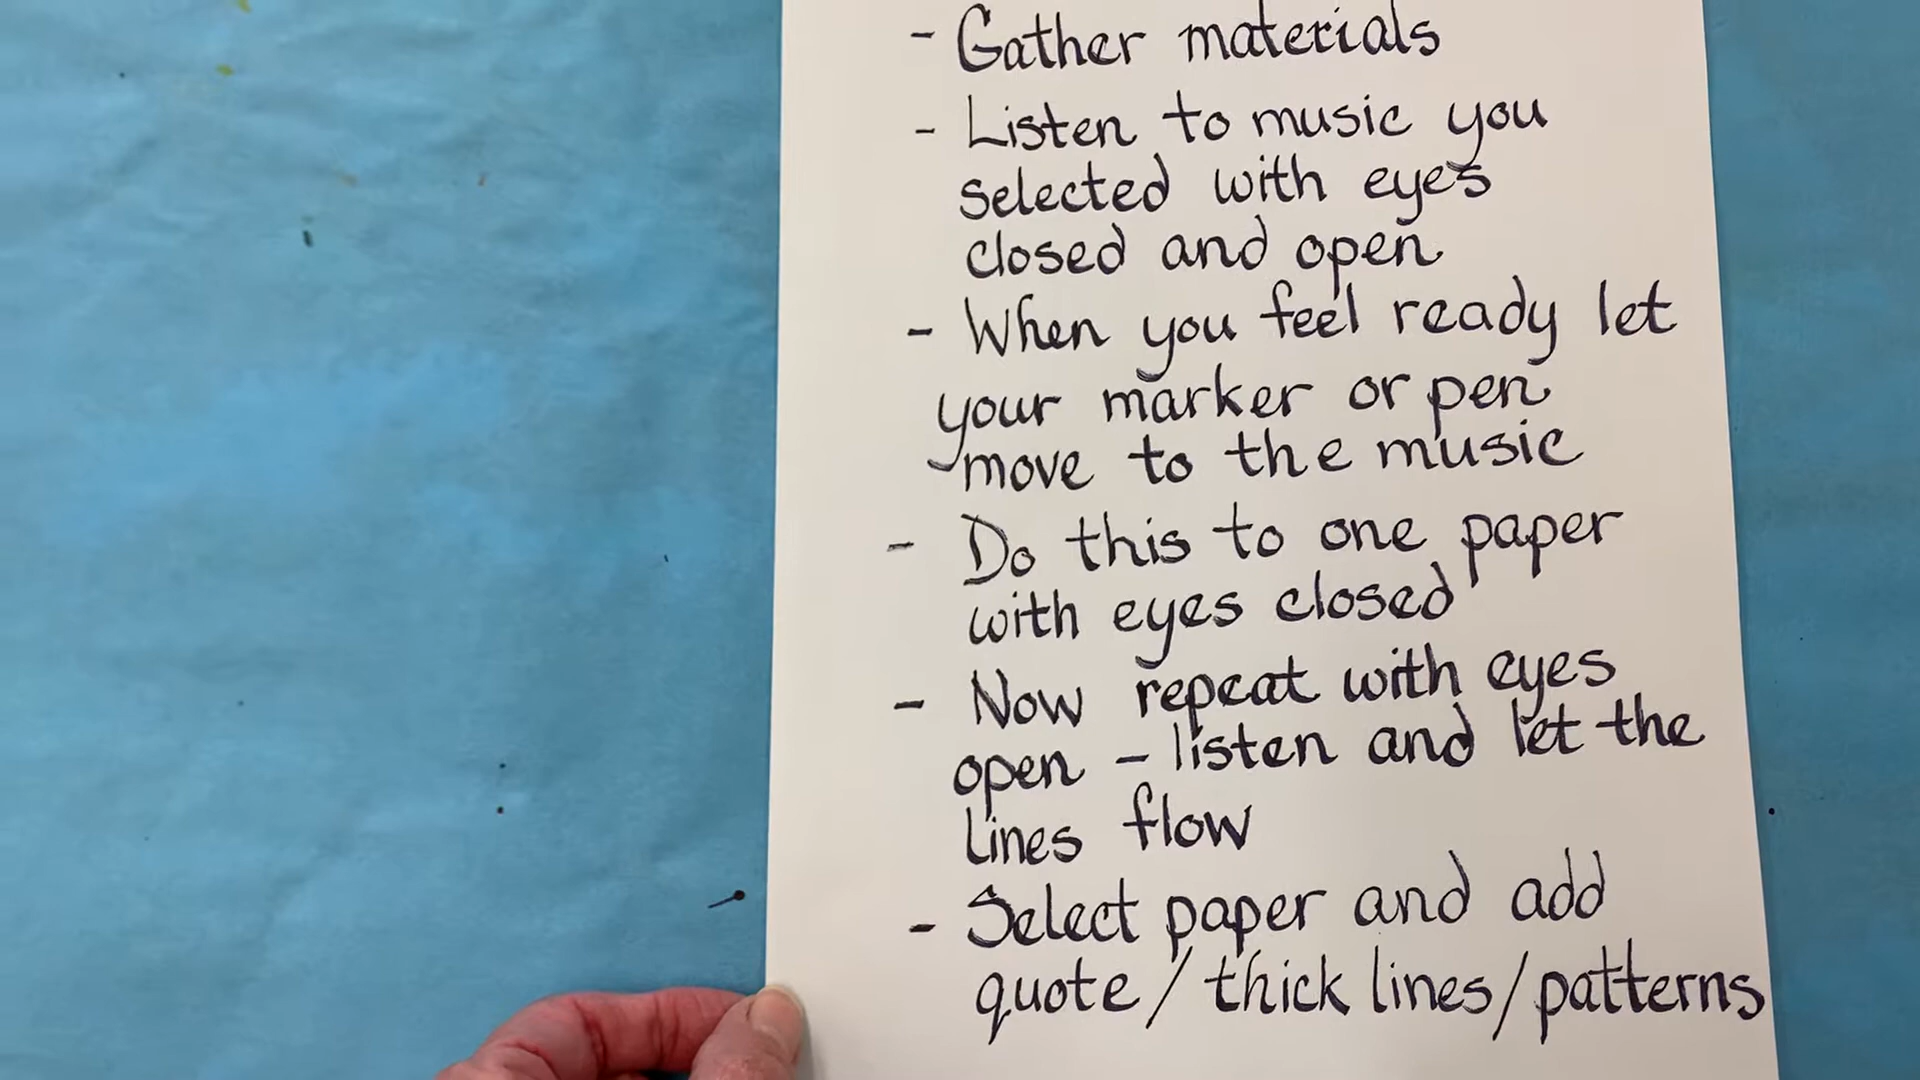 - Gather materials
- Listen to music you
selected with eyes
closed and open
- When you feel ready let
your marker or pen
move to the music
- Do this to one paper
with eyes closed
- Now repeat with eyes
open - listen and let the
lines flow
- Select paper and add
quote/thick lines/patterns